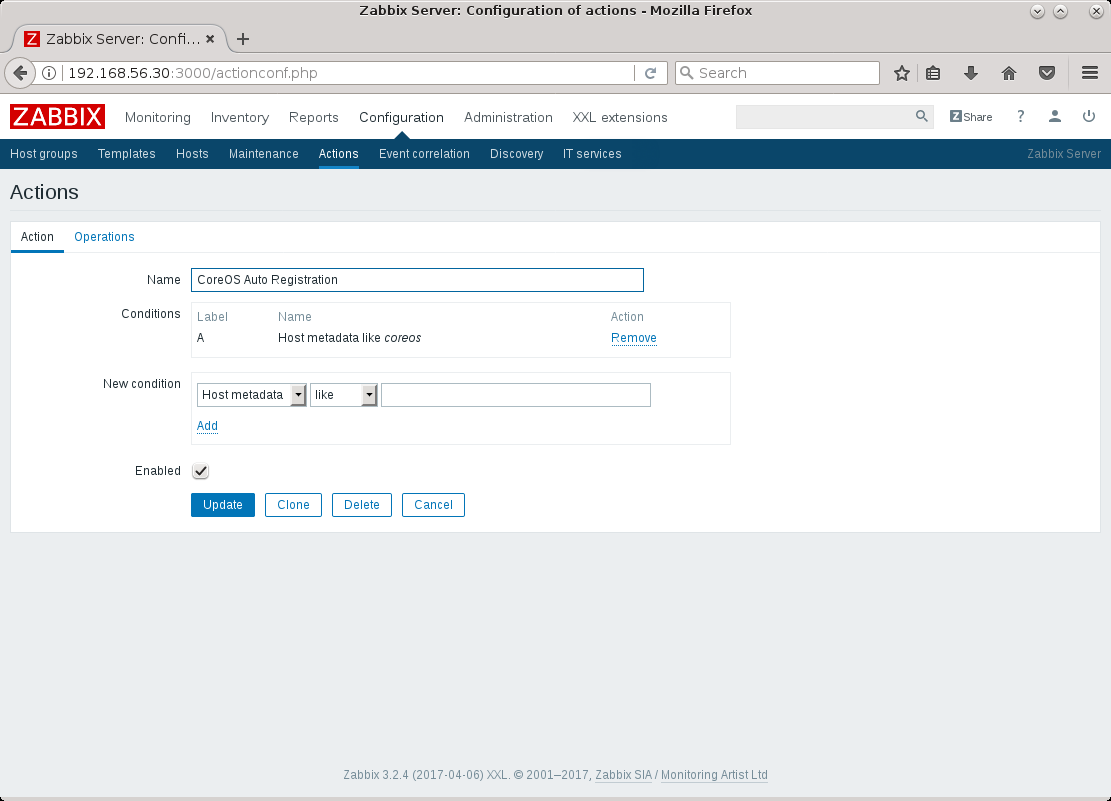 Zabbix Server: Configuration of actions - Mozilla Firefox
Z Zabbix Server: Confi... × +
192.168.56.30:3000/actionconf.php Search
ZABBIX Monitoring Inventory Reports Configuration Administration XXL extensions Z Share ?
Host groups Templates Hosts Maintenance Actions Event correlation Discovery IT services Zabbix Server
Actions
Action Operations
Name CoreOS Auto Registration
Conditions Label Name Action
A Host metadata like coreos Remove
New condition Host metadata like
Add
Enabled
Update Clone Delete Cancel
Zabbix 3.2.4 (2017-04-06) XXL. © 2001–2017, Zabbix SIA / Monitoring Artist Ltd